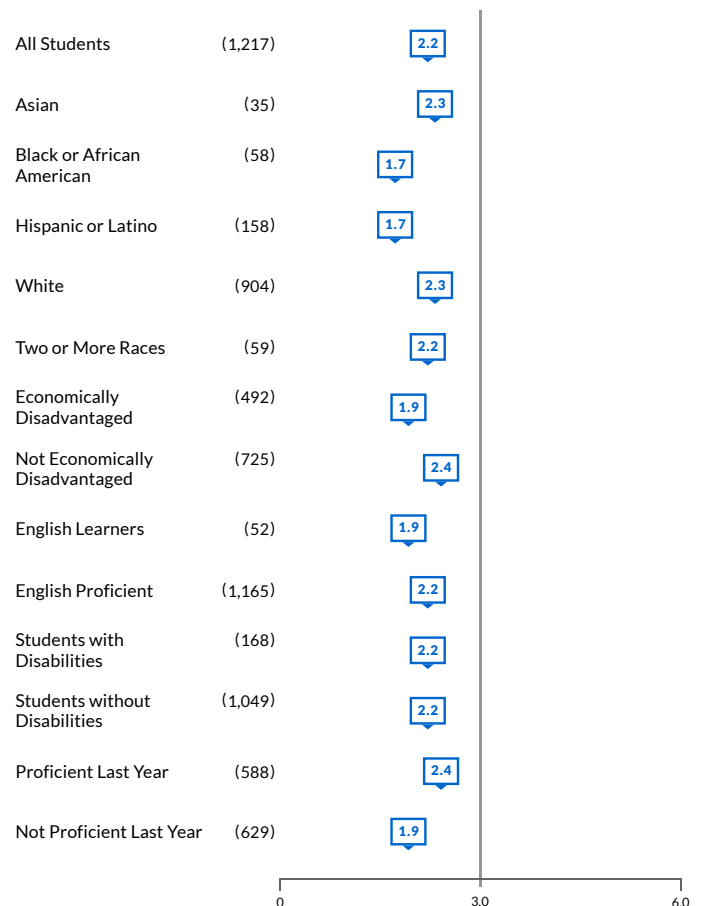 All Students (1,217) 2.2
Asian (35) 2.3
Black or African (58) 1.7
American
Hispanic or Latino (158) 1.7
White (904) 2.3
Two or More Races (59) 2.2
Economically (492) 1.9
Disadvantaged
Not Economically (725) 2.4
Disadvantaged
English Learners (52) 1.9
English Proficient (1,165) 2.2
Students with (168) 2.2
Disabilities
Students without (1,049) 2.2
Disabilities
Proficient Last Year (588) 2.4
Not Proficient Last Year (629) 1.9
0 3.0 6.0